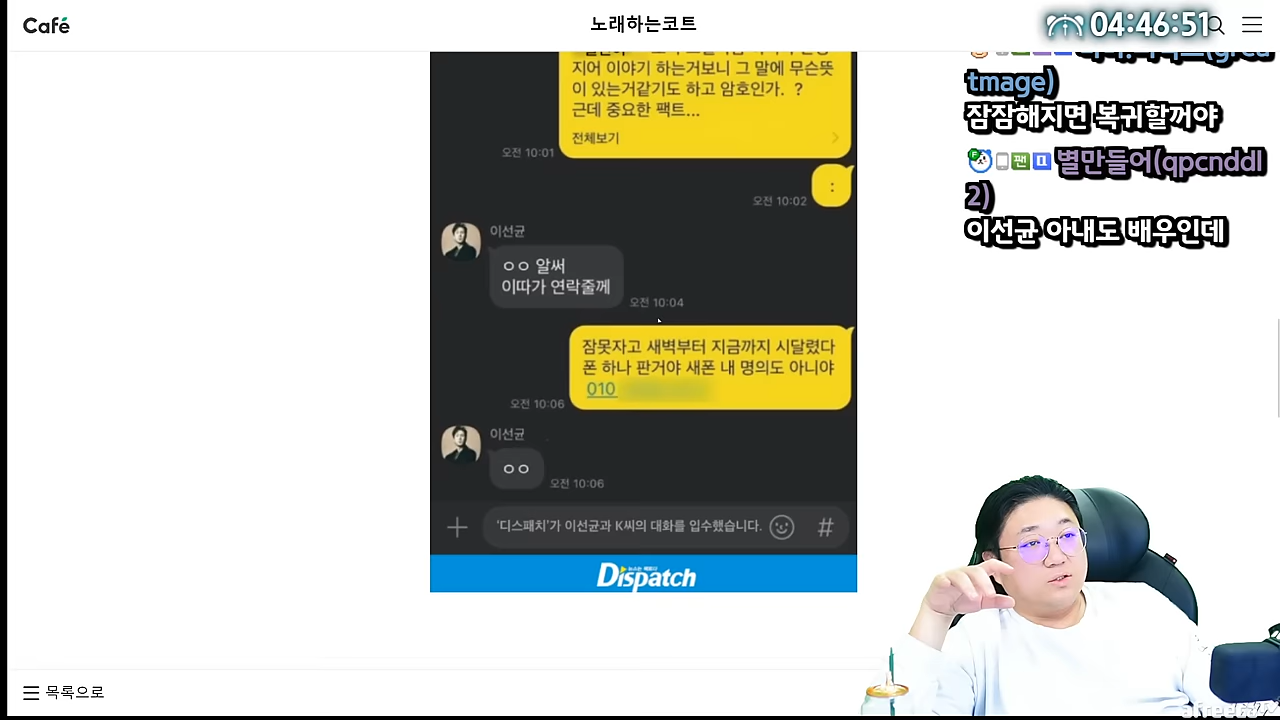 Café
노래하는코트
04:46:51
지어 이야기 하는거보니 그 말에 무슨뜻
이 있는거같기도 하고 암호인가. ?
근데 중요한 팩트...
전체보기
오전 10:01
:
오전 10:02
이선균
ㅇㅇ 알써
이따가 연락줄께
오전 10:04
잠못자고 새벽부터 지금까지 시달렸다
폰 하나 판거야 새폰 내 명의도 아니야
010
오전 10:06
이선균
ㅇㅇ
오전 10:06
'디스패치'가 이선균과 K씨의 대화를 입수했습니다.
#
Dispatch
목록으로
tmage)
잠잠해지면 복귀할꺼야
팬 별만들어(qpcnddl
2)
이선균 아내도 배우인데